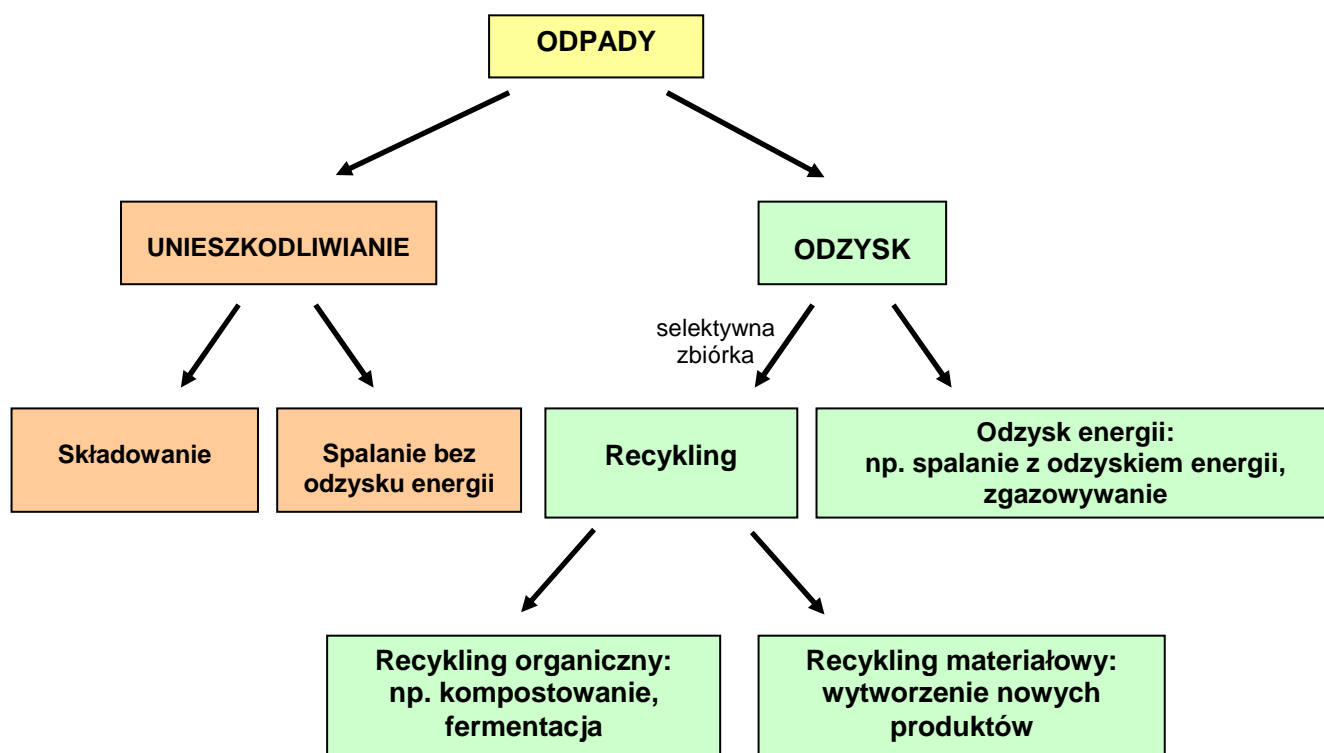 ODPADY
UNIESZKODLIWIANIE
ODZYSK
selektywna
zbiórka
Składowanie
Spalanie bez
odzysku energii
Recykling
Odzysk energii:
np. spalanie z odzyskiem energii,
zgazowywanie
Recykling organiczny:
np. kompostowanie,
fermentacja
Recykling materiałowy:
wytworzenie nowych
produktów